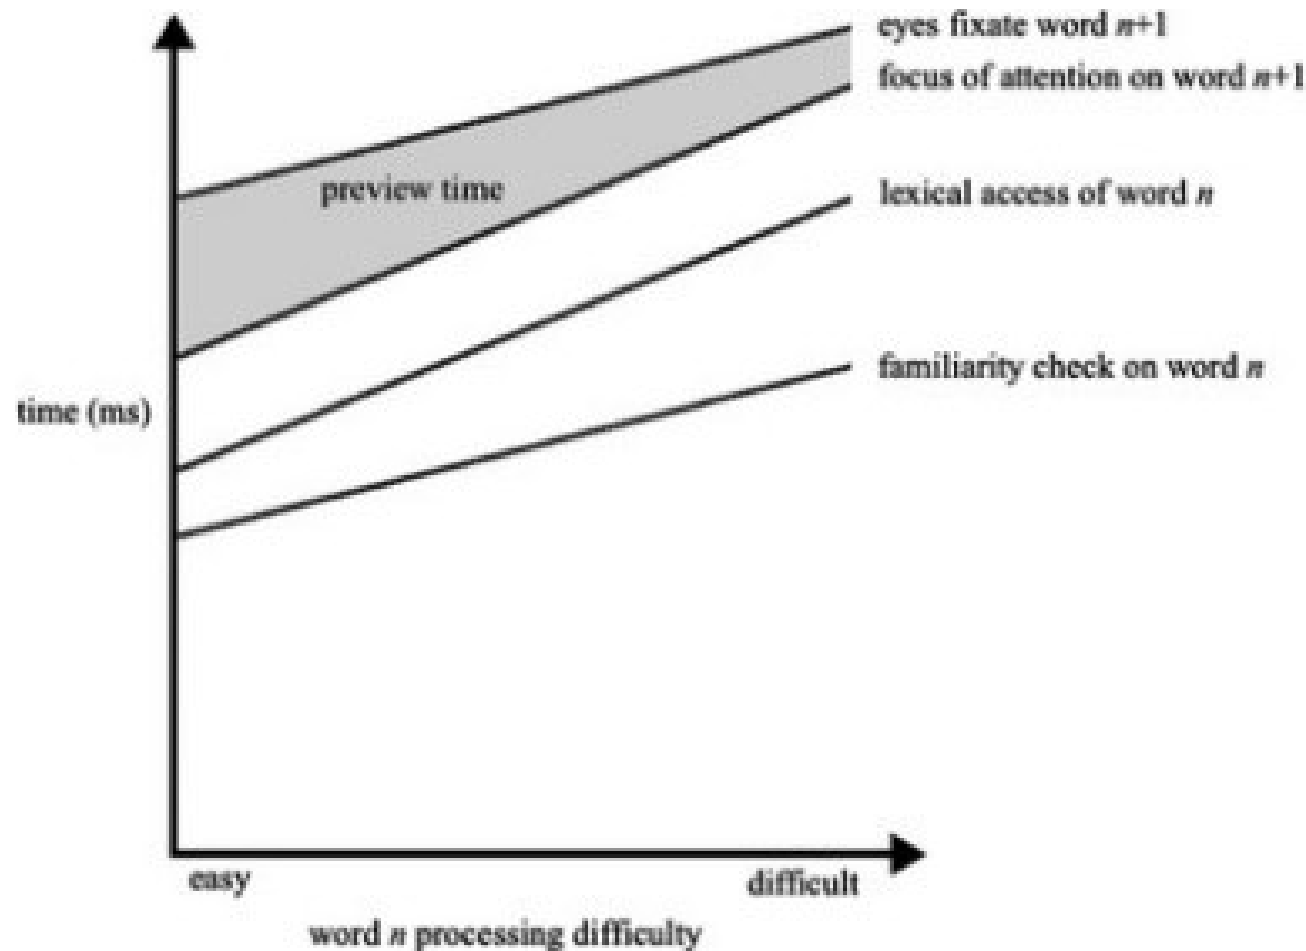 eyes fixate word n+1
focus of attention on word n+1
preview time
lexical access of word n
familiarity check on word n
time (ms)
easy
difficult
word n processing difficulty